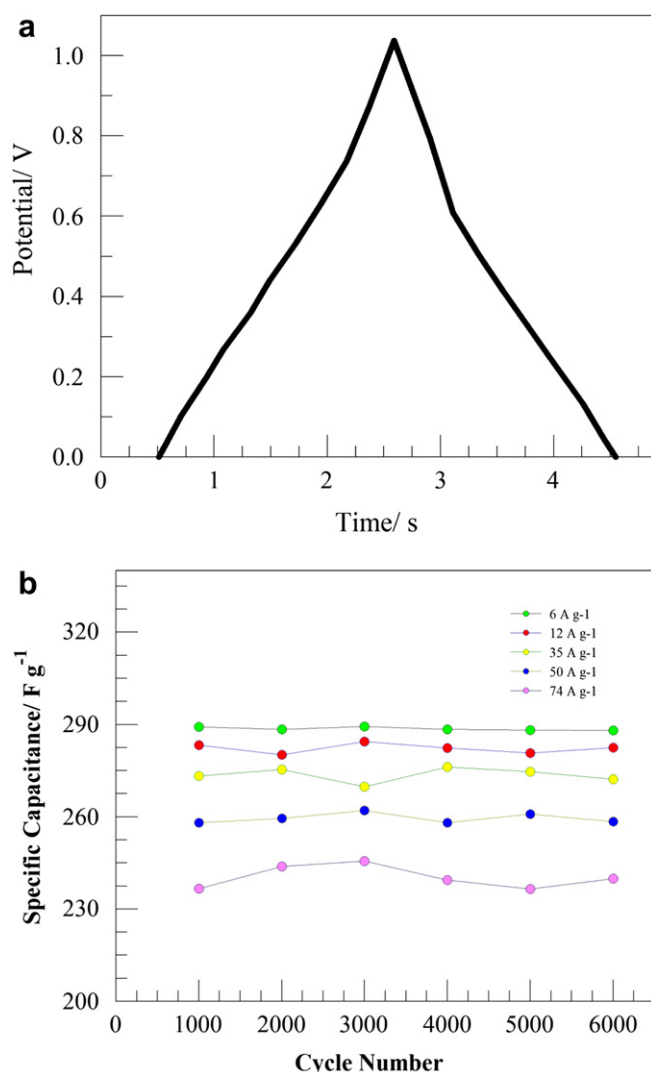 a
1.0
0.8
0.6
0.4
0.2
0.0
Potential/ V
0 1 2 3 4
Time/ s
b
320
290
260
230
200
Specific Capacitance/ F g-1
6 A g-1
12 A g-1
35 A g-1
50 A g-1
74 A g-1
0 1000 2000 3000 4000 5000 6000
Cycle Number